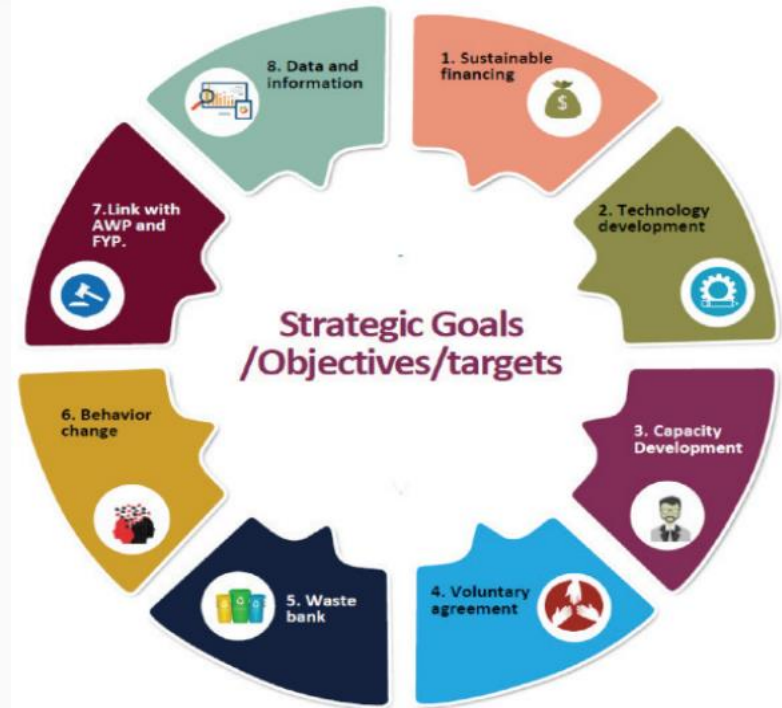 1. Sustainable
financing
2. Technology
development
3. Capacity
Development
4. Voluntary
agreement
5. Waste
bank
6. Behavior
change
7.Link with
AWP and
FYP.
8. Data and
information
Strategic Goals
/Objectives/targets